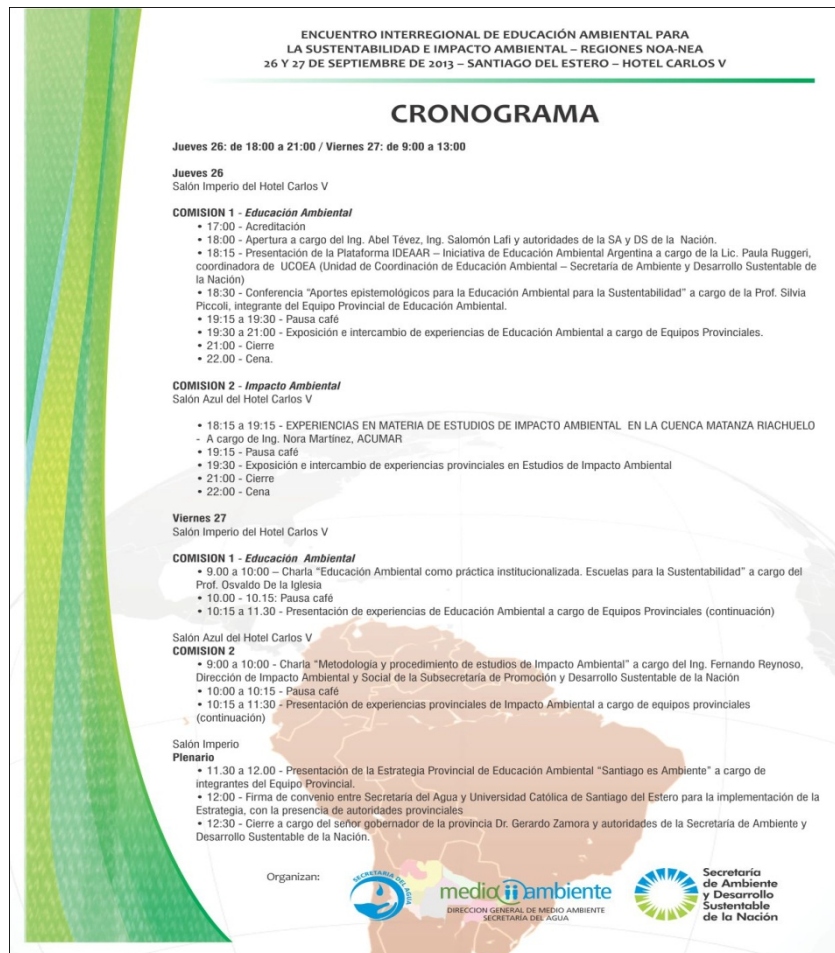 ENCUENTRO INTERREGIONAL DE EDUCACIÓN AMBIENTAL PARA
LA SUSTENTABILIDAD E IMPACTO AMBIENTAL – REGIONES NOA-NEA
26 Y 27 DE SEPTIEMBRE DE 2013 – SANTIAGO DEL ESTERO – HOTEL CARLOS V
CRONOGRAMA
Jueves 26: de 18:00 a 21:00 / Viernes 27: de 9:00 a 13:00
Jueves 26
Salón Imperio del Hotel Carlos V
COMISION 1 - Educación Ambiental
• 17:00 - Acreditación
• 18:00 - Apertura a cargo del Ing. Abel Tévez, Ing. Salomón Lafi y autoridades de la SA y DS de la Nación.
• 18:15 - Presentación de la Plataforma IDEAAR – Iniciativa de Educación Ambiental Argentina a cargo de la Lic. Paula Ruggeri,
coordinadora de UCOEA (Unidad de Coordinación de Educación Ambiental – Secretaría de Ambiente y Desarrollo Sustentable de
la Nación)
• 18:30 - Conferencia “Aportes epistemológicos para la Educación Ambiental para la Sustentabilidad” a cargo de la Prof. Silvia
Piccoli, integrante del Equipo Provincial de Educación Ambiental.
• 19:15 a 19:30 - Pausa café
• 19:30 a 21:00 - Exposición e intercambio de experiencias de Educación Ambiental a cargo de Equipos Provinciales.
• 21:00 - Cierre
• 22.00 - Cena.
COMISION 2 - Impacto Ambiental
Salón Azul del Hotel Carlos V
• 18:15 a 19:15 - EXPERIENCIAS EN MATERIA DE ESTUDIOS DE IMPACTO AMBIENTAL EN LA CUENCA MATANZA RIACHUELO
- A cargo de Ing. Nora Martínez, ACUMAR
• 19:15 - Pausa café
• 19:30 - Exposición e intercambio de experiencias provinciales en Estudios de Impacto Ambiental
• 21:00 - Cierre
• 22:00 - Cena
Viernes 27
Salón Imperio del Hotel Carlos V
COMISION 1 - Educación Ambiental
• 9.00 a 10:00 – Charla “Educación Ambiental como práctica institucionalizada. Escuelas para la Sustentabilidad” a cargo del
Prof. Osvaldo De la Iglesia
• 10.00 - 10.15: Pausa café
• 10:15 a 11.30 - Presentación de experiencias de Educación Ambiental a cargo de Equipos Provinciales (continuación)
Salón Azul del Hotel Carlos V
COMISION 2
• 9:00 a 10:00 - Charla “Metodología y procedimiento de estudios de Impacto Ambiental” a cargo del Ing. Fernando Reynoso,
Dirección de Impacto Ambiental y Social de la Subsecretaría de Promoción y Desarrollo Sustentable de la Nación
• 10:00 a 10:15 - Pausa café
• 10:15 a 11:30 - Presentación de experiencias provinciales de Impacto Ambiental a cargo de equipos provinciales
(continuación)
Salón Imperio
Plenario
• 11.30 a 12.00 - Presentación de la Estrategia Provincial de Educación Ambiental “Santiago es Ambiente” a cargo de
integrantes del Equipo Provincial.
• 12:00 - Firma de convenio entre Secretaría del Agua y Universidad Católica de Santiago del Estero para la implementación de la
Estrategia, con la presencia de autoridades provinciales
• 12:30 - Cierre a cargo del señor gobernador de la provincia Dr. Gerardo Zamora y autoridades de la Secretaría de Ambiente y
Desarrollo Sustentable de la Nación.
Organizan:
SECRETARIA DEL AGUA
medio ambiente
DIRECCION GENERAL DE MEDIO AMBIENTE
SECRETARÍA DEL AGUA
Secretaría
de Ambiente
y Desarrollo
Sustentable
de la Nación